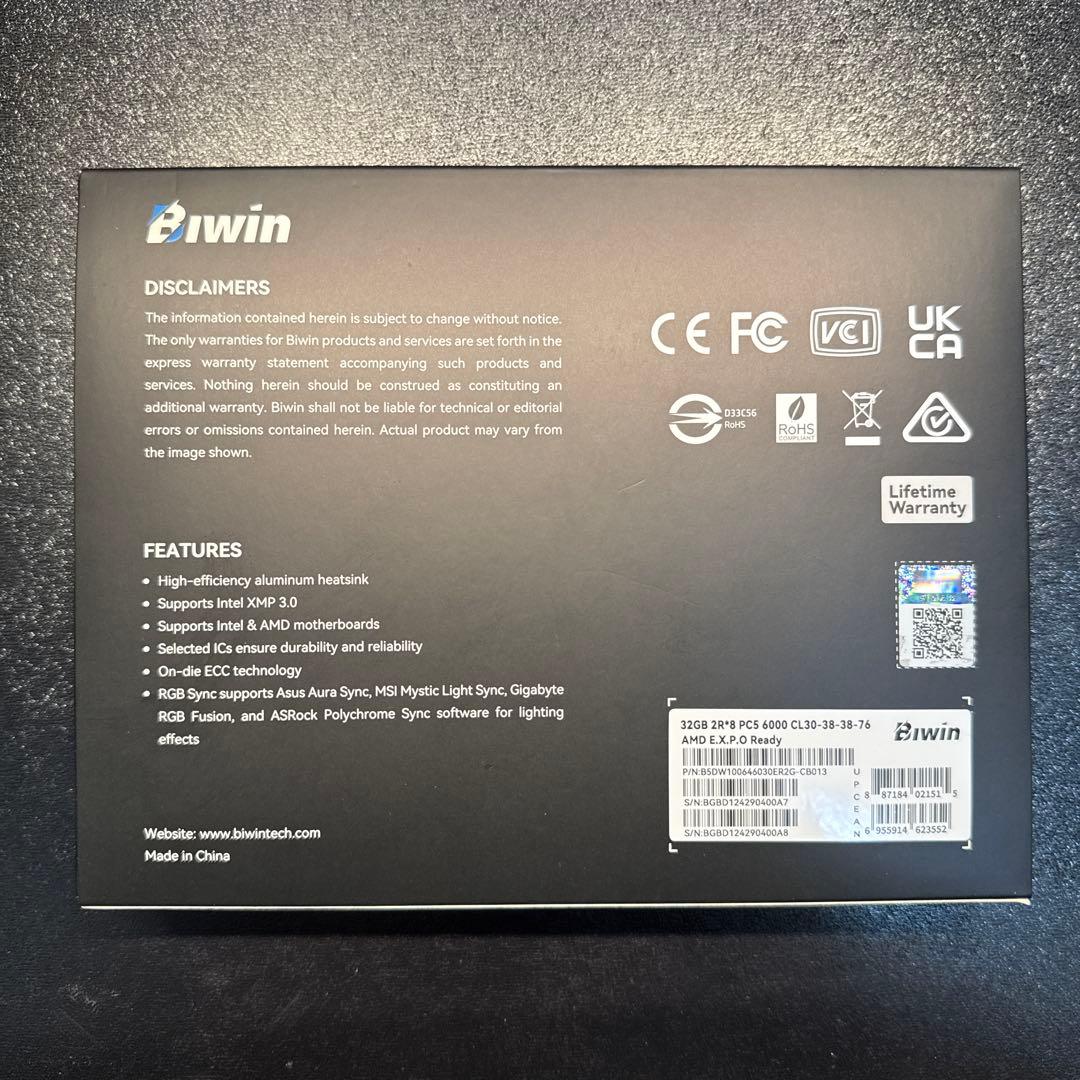 Biwin
DISCLAIMERS
The information contained herein is subject to change without notice.
The only warranties for Biwin products and services are set forth in the
express warranty statement accompanying such products and
services. Nothing herein should be construed as constituting an
additional warranty. Biwin shall not be liable for technical or editorial
errors or omissions contained herein. Actual product may vary from
the image shown.
CE FC VCI UK
CA
D33C56
RoHS
RoHS
COMPLIANT
Lifetime
Warranty
FEATURES
• High-efficiency aluminum heatsink
• Supports Intel XMP 3.0
• Supports Intel & AMD motherboards
• Selected ICs ensure durability and reliability
• On-die ECC technology
• RGB Sync supports Asus Aura Sync, MSI Mystic Light Sync, Gigabyte
RGB Fusion, and ASRock Polychrome Sync software for lighting
effects
32GB 2R*8 PC5 6000 CL30-38-38-76
AMD E.X.P.O Ready
Biwin
P/N:B5DW100646030ER2G-CB013
S/N:BGBD124290400A7
S/N:BGBD124290400A8
UPC
8 87184 02151 5
EAN
6 955914 623552
Website: www.biwintech.com
Made in China